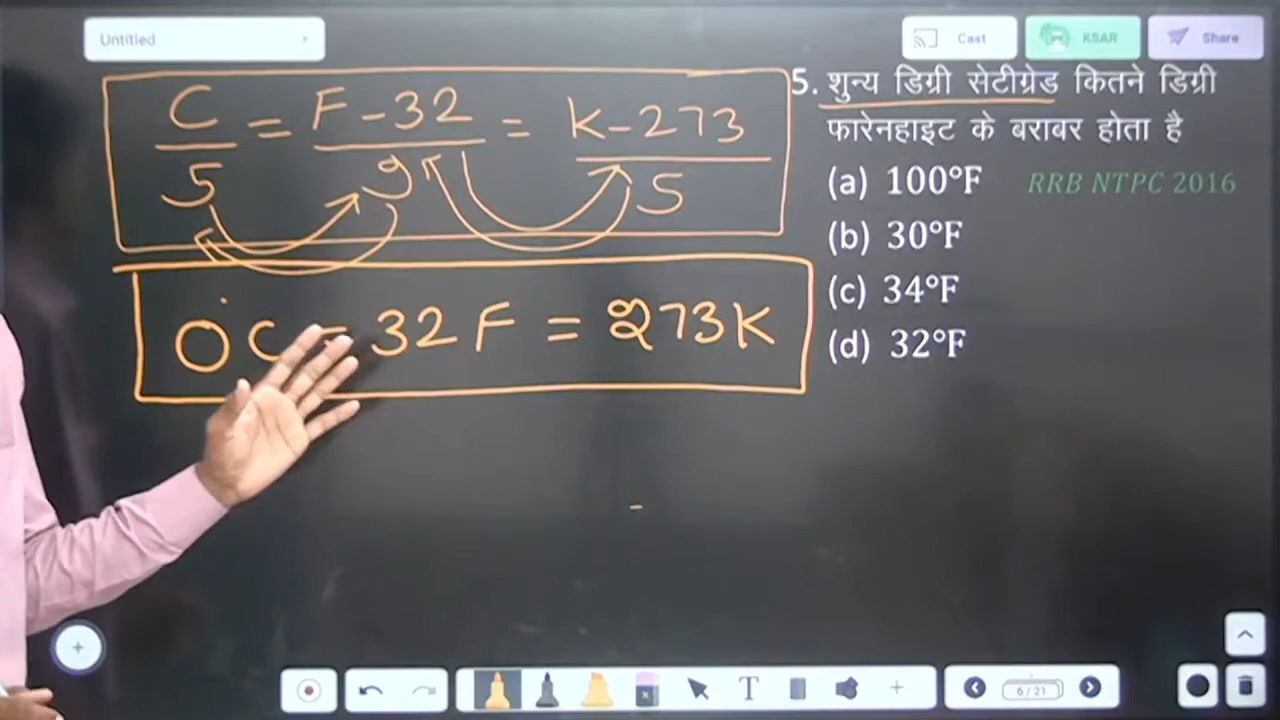 Untitled
Cast
KSAR
Share
C/5 = F-32/9 = K-273/5
0°C = 32 F = 273K
5. शुन्य डिग्री सेटीग्रेड कितने डिग्री
फारेनहाइट के बराबर होता है
(a) 100°F RRB NTPC 2016
(b) 30°F
(c) 34°F
(d) 32°F
6/21